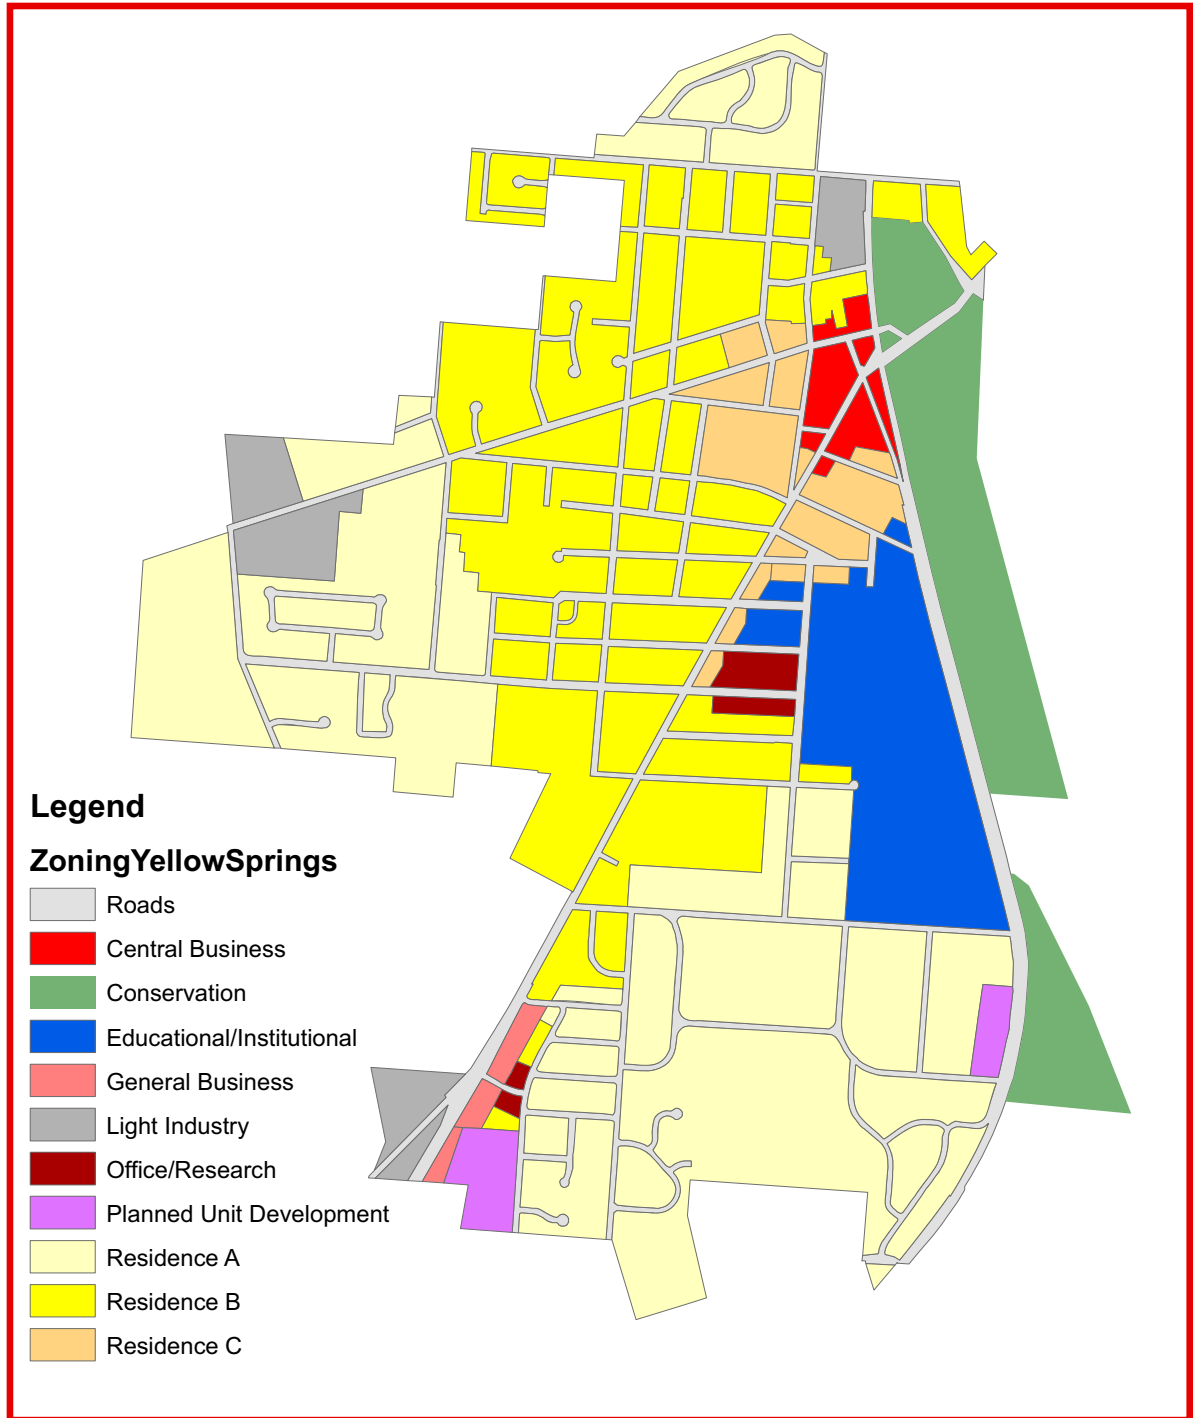 Legend
ZoningYellowSprings
Roads
Central Business
Conservation
Educational/Institutional
General Business
Light Industry
Office/Research
Planned Unit Development
Residence A
Residence B
Residence C